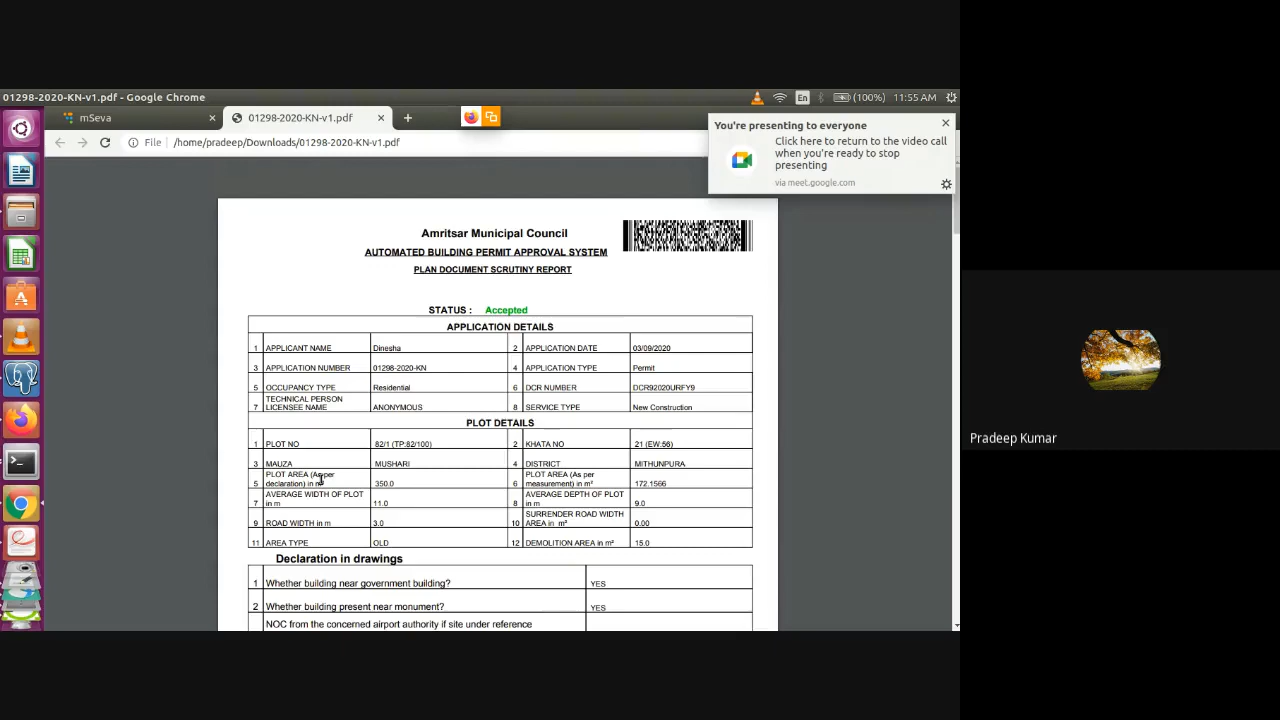 01298-2020-KN-v1.pdf - Google Chrome
En
(100%)
11:55 AM
mSeva
01298-2020-KN-v1.pdf
File /home/pradeep/Downloads/01298-2020-KN-v1.pdf
You're presenting to everyone
Click here to return to the video call
when you're ready to stop
presenting
via meet.google.com
Amritsar Municipal Council
AUTOMATED BUILDING PERMIT APPROVAL SYSTEM
PLAN DOCUMENT SCRUTINY REPORT
STATUS : Accepted
APPLICATION DETAILS
1 APPLICANT NAME Dinesha 2 APPLICATION DATE 03/09/2020
3 APPLICATION NUMBER 01298-2020-KN 4 APPLICATION TYPE Permit
5 OCCUPANCY TYPE Residential 6 DCR NUMBER DCR92020URFY9
TECHNICAL PERSON
7 LICENSEE NAME ANONYMOUS 8 SERVICE TYPE New Construction
PLOT DETAILS
1 PLOT NO 82/1 (TP:82/100) 2 KHATA NO 21 (EW:56)
3 MAUZA MUSHARI 4 DISTRICT MITHUNPURA
PLOT AREA (As per PLOT AREA (As per
5 declaration) in m² 350.0 6 measurement) in m² 172.1566
AVERAGE WIDTH OF PLOT AVERAGE DEPTH OF PLOT
7 in m 11.0 8 in m 9.0
SURRENDER ROAD WIDTH
9 ROAD WIDTH in m 3.0 10 AREA in m² 0.00
11 AREA TYPE OLD 12 DEMOLITION AREA in m² 15.0
Declaration in drawings
1 Whether building near government building? YES
2 Whether building present near monument? YES
NOC from the concerned airport authority if site under reference
Pradeep Kumar